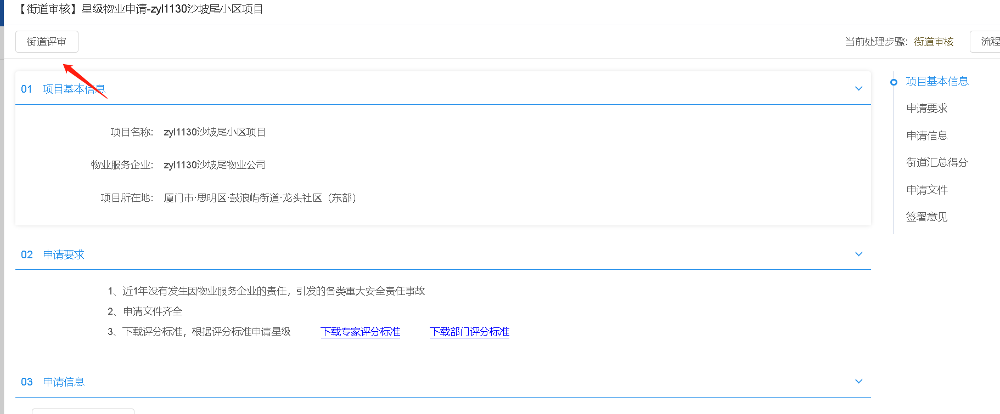 【街道审核】星级物业申请-zyl1130沙坡尾小区项目
街道评审
当前处理步骤：街道审核
流程
01 项目基本信息
项目名称： zyl1130沙坡尾小区项目
物业服务企业： zyl1130沙坡尾物业公司
项目所在地： 厦门市·思明区·鼓浪屿街道·龙头社区（东部）
02 申请要求
1、近1年没有发生因物业服务企业的责任，引发的各类重大安全责任事故
2、申请文件齐全
3、下载评分标准，根据评分标准申请星级 下载专家评分标准 下载部门评分标准
03 申请信息
项目基本信息
申请要求
申请信息
街道汇总得分
申请文件
签署意见